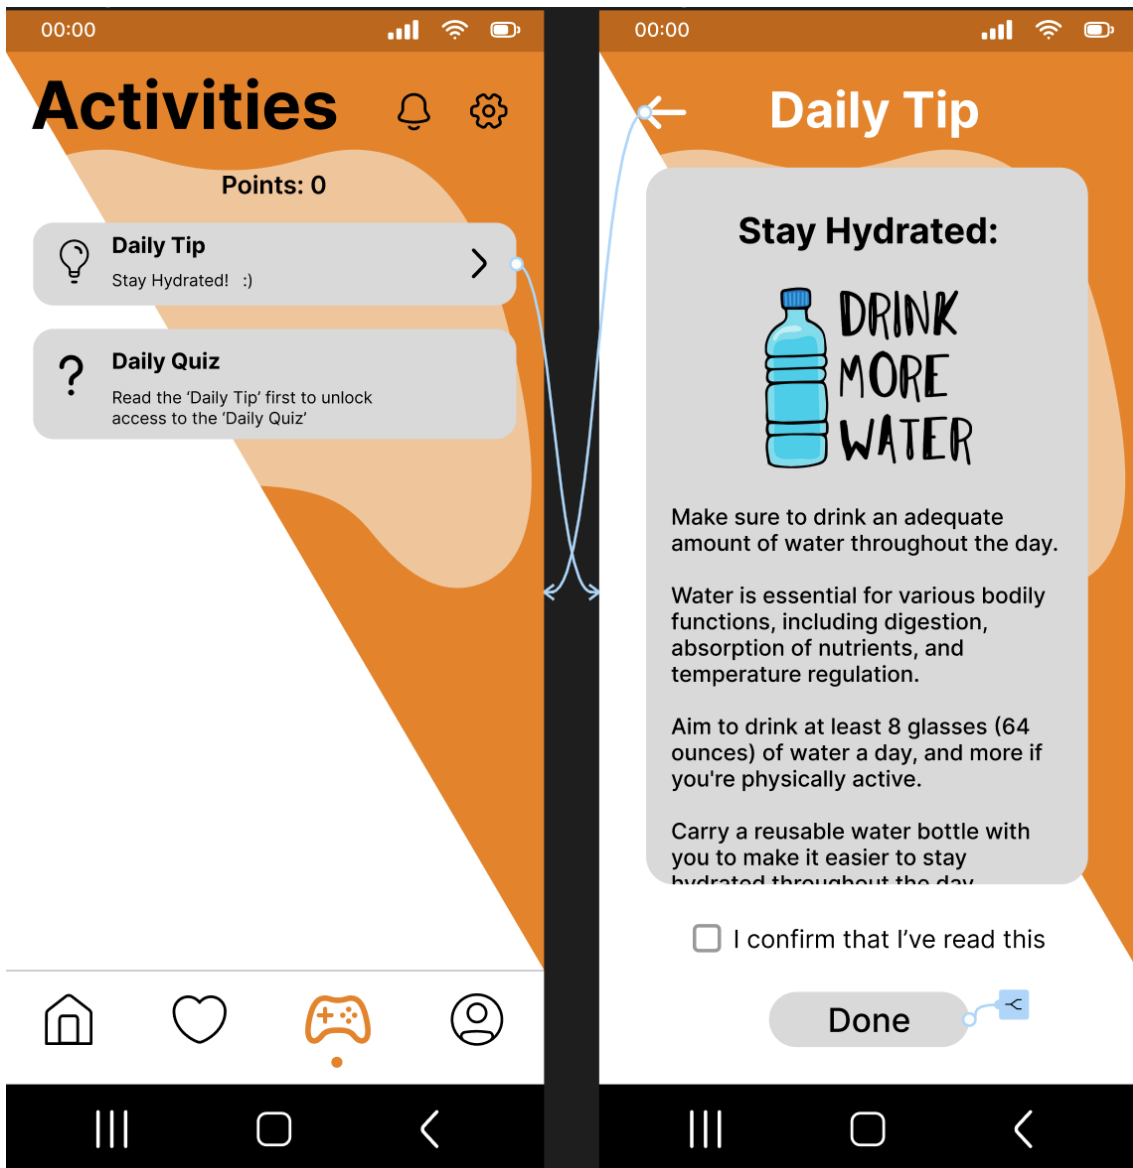 00:00
Activities
Points: 0
Daily Tip
Stay Hydrated!   :)
Daily Quiz
Read the ‘Daily Tip’ first to unlock
access to the ‘Daily Quiz’
00:00
Daily Tip
Stay Hydrated:
DRINK
MORE
WATER
Make sure to drink an adequate
amount of water throughout the day.
Water is essential for various bodily
functions, including digestion,
absorption of nutrients, and
temperature regulation.
Aim to drink at least 8 glasses (64
ounces) of water a day, and more if
you're physically active.
Carry a reusable water bottle with
you to make it easier to stay
hydrated throughout the day
I confirm that I’ve read this
Done